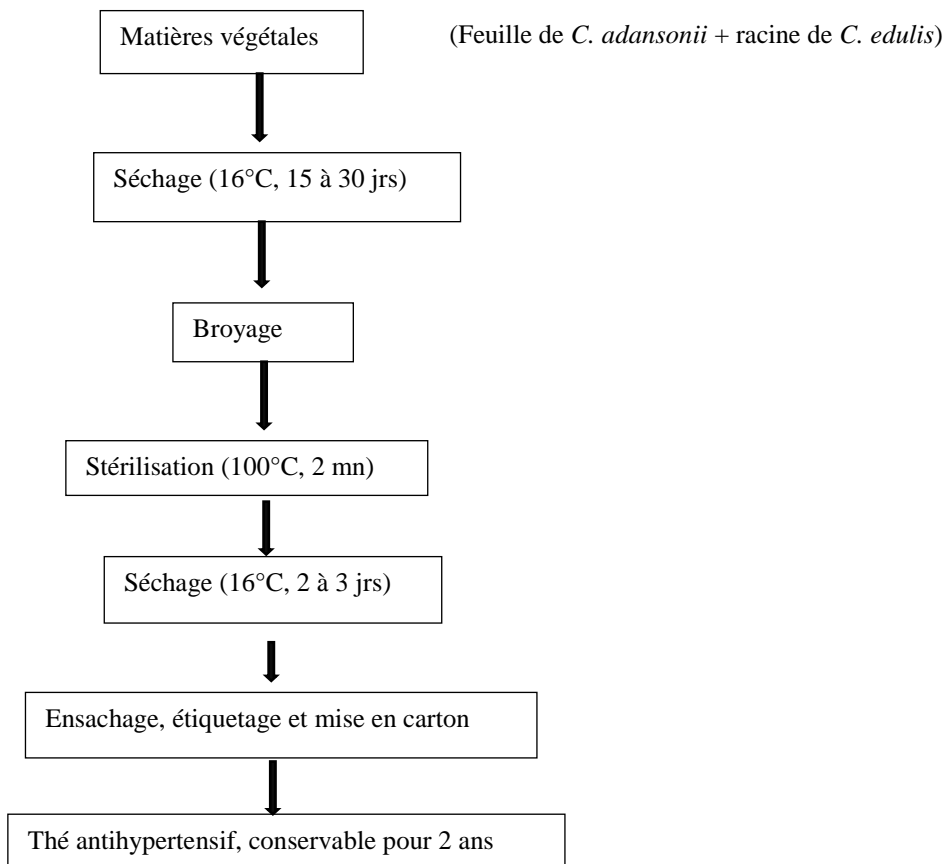 Matières végétales (Feuille de C. adansonii + racine de C. edulis)
Séchage (16°C, 15 à 30 jrs)
Broyage
Stérilisation (100°C, 2 mn)
Séchage (16°C, 2 à 3 jrs)
Ensachage, étiquetage et mise en carton
Thé antihypertensif, conservable pour 2 ans